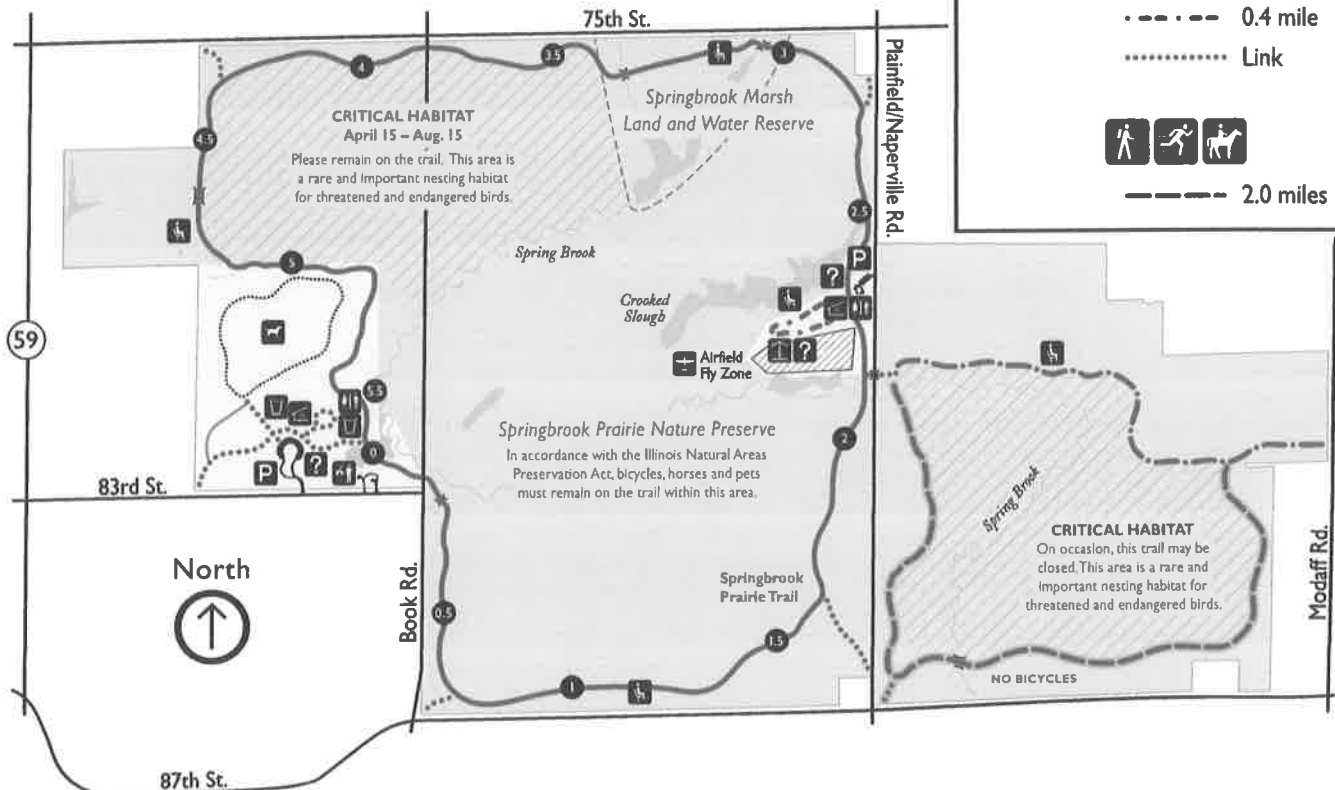 75th St.
0.4 mile
Link
2.0 miles
Plainfield/Naperville Rd.
4
3.5
3
4.5
2.5
5
5.5
0
2
0.5
1.5
1
CRITICAL HABITAT
April 15 – Aug. 15
Please remain on the trail. This area is
a rare and important nesting habitat
for threatened and endangered birds.
Springbrook Marsh
Land and Water Reserve
Spring Brook
Crooked
Slough
P
?
?
Airfield
Fly Zone
59
Springbrook Prairie Nature Preserve
In accordance with the Illinois Natural Areas
Preservation Act, bicycles, horses and pets
must remain on the trail within this area.
P
?
83rd St.
North
Book Rd.
Springbrook
Prairie Trail
Spring Brook
CRITICAL HABITAT
On occasion, this trail may be
closed. This area is a rare and
important nesting habitat for
threatened and endangered birds.
NO BICYCLES
Modaff Rd.
87th St.